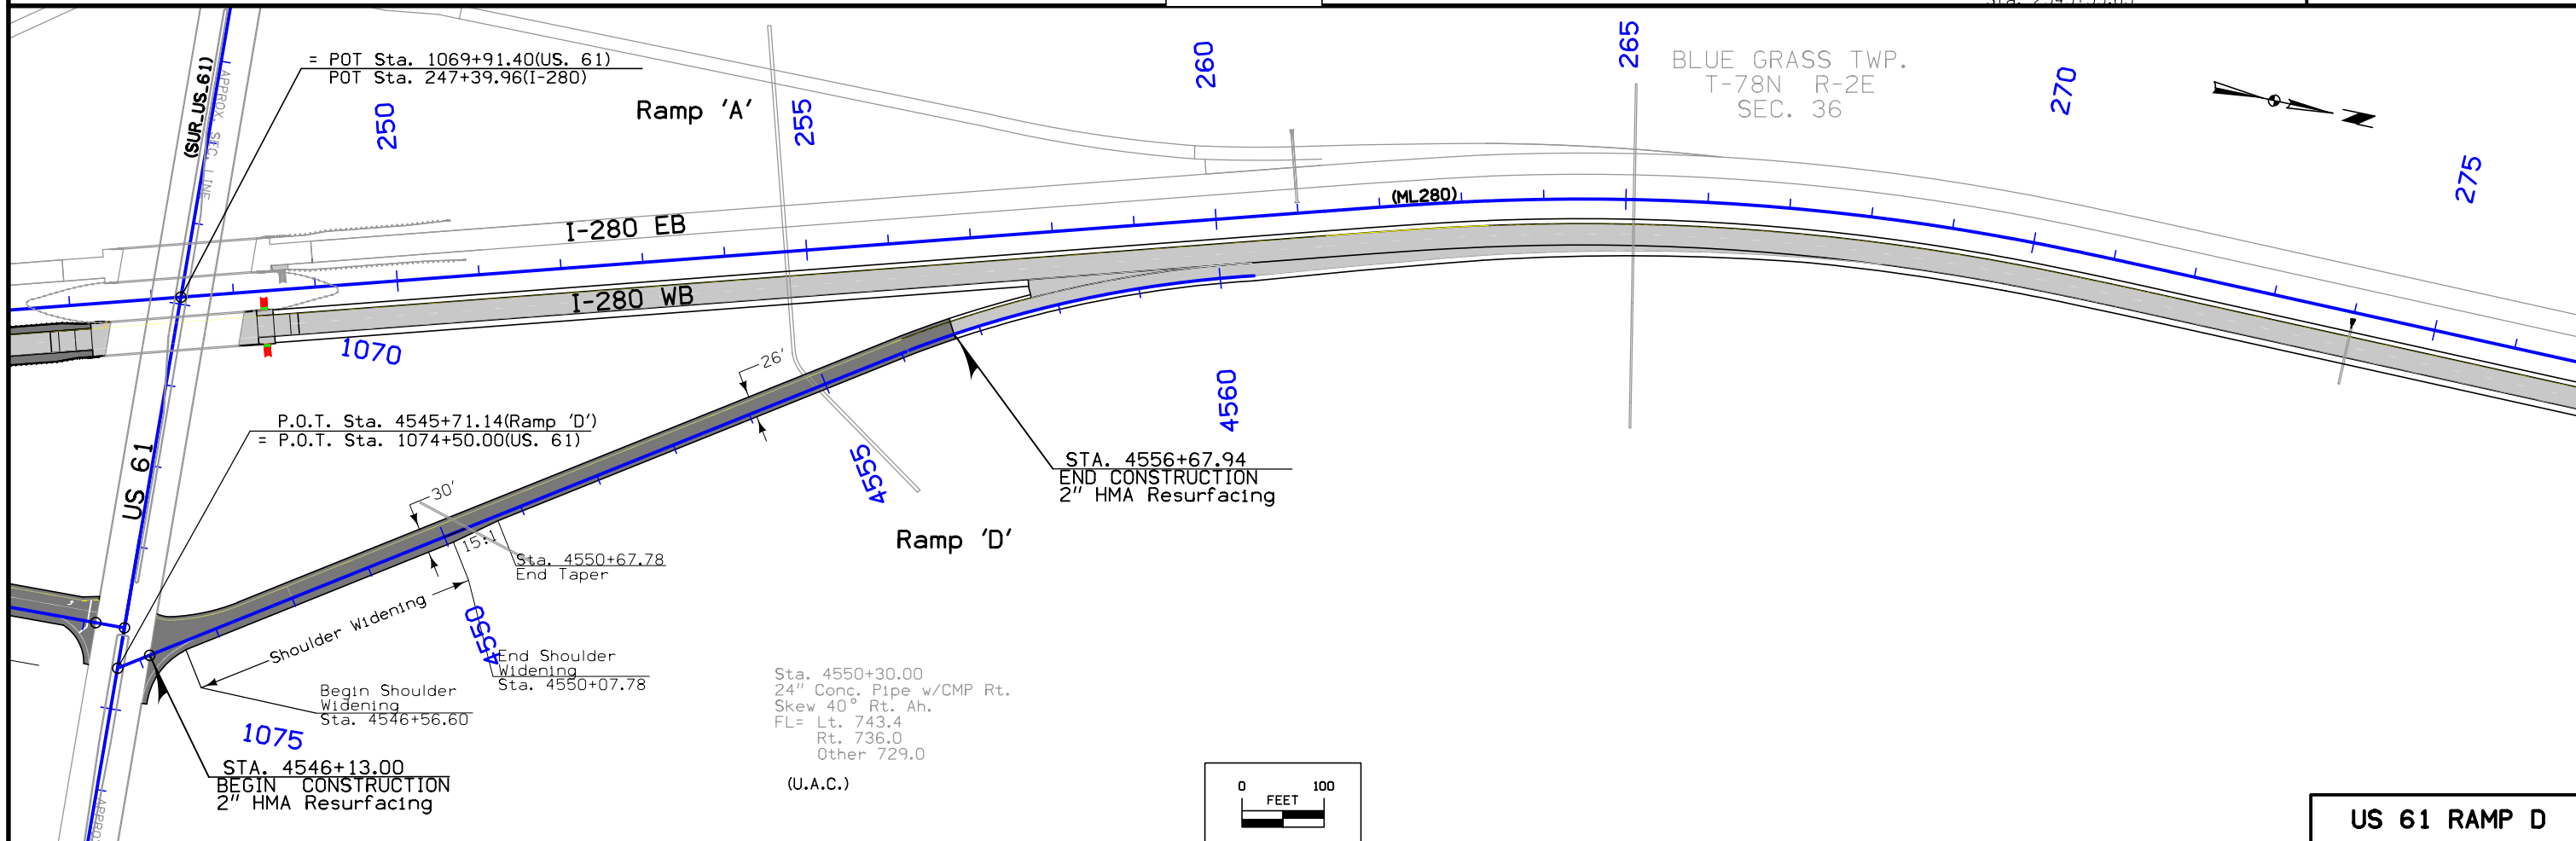 = POT Sta. 1069+91.40(US. 61)
POT Sta. 247+39.96(I-280)
(SUR_US_61)
APPROX. SEC. LINE
250
Ramp 'A'
255
260
265
BLUE GRASS TWP.
T-78N R-2E
SEC. 36
270
275
N
I-280 EB
(ML280)
I-280 WB
1070
26'
P.O.T. Sta. 4545+71.14(Ramp 'D')
= P.O.T. Sta. 1074+50.00(US. 61)
US 61
30'
15:1
4555
4560
STA. 4556+67.94
END CONSTRUCTION
2" HMA Resurfacing
Ramp 'D'
Sta. 4550+67.78
End Taper
Shoulder Widening
4550
End Shoulder
Widening
Sta. 4550+07.78
Begin Shoulder
Widening
Sta. 4546+56.60
1075
STA. 4546+13.00
BEGIN CONSTRUCTION
2" HMA Resurfacing
Sta. 4550+30.00
24" Conc. Pipe w/CMP Rt.
Skew 40° Rt. Ah.
FL= Lt. 743.4
Rt. 736.0
Other 729.0
(U.A.C.)
0 100
FEET
US 61 RAMP D